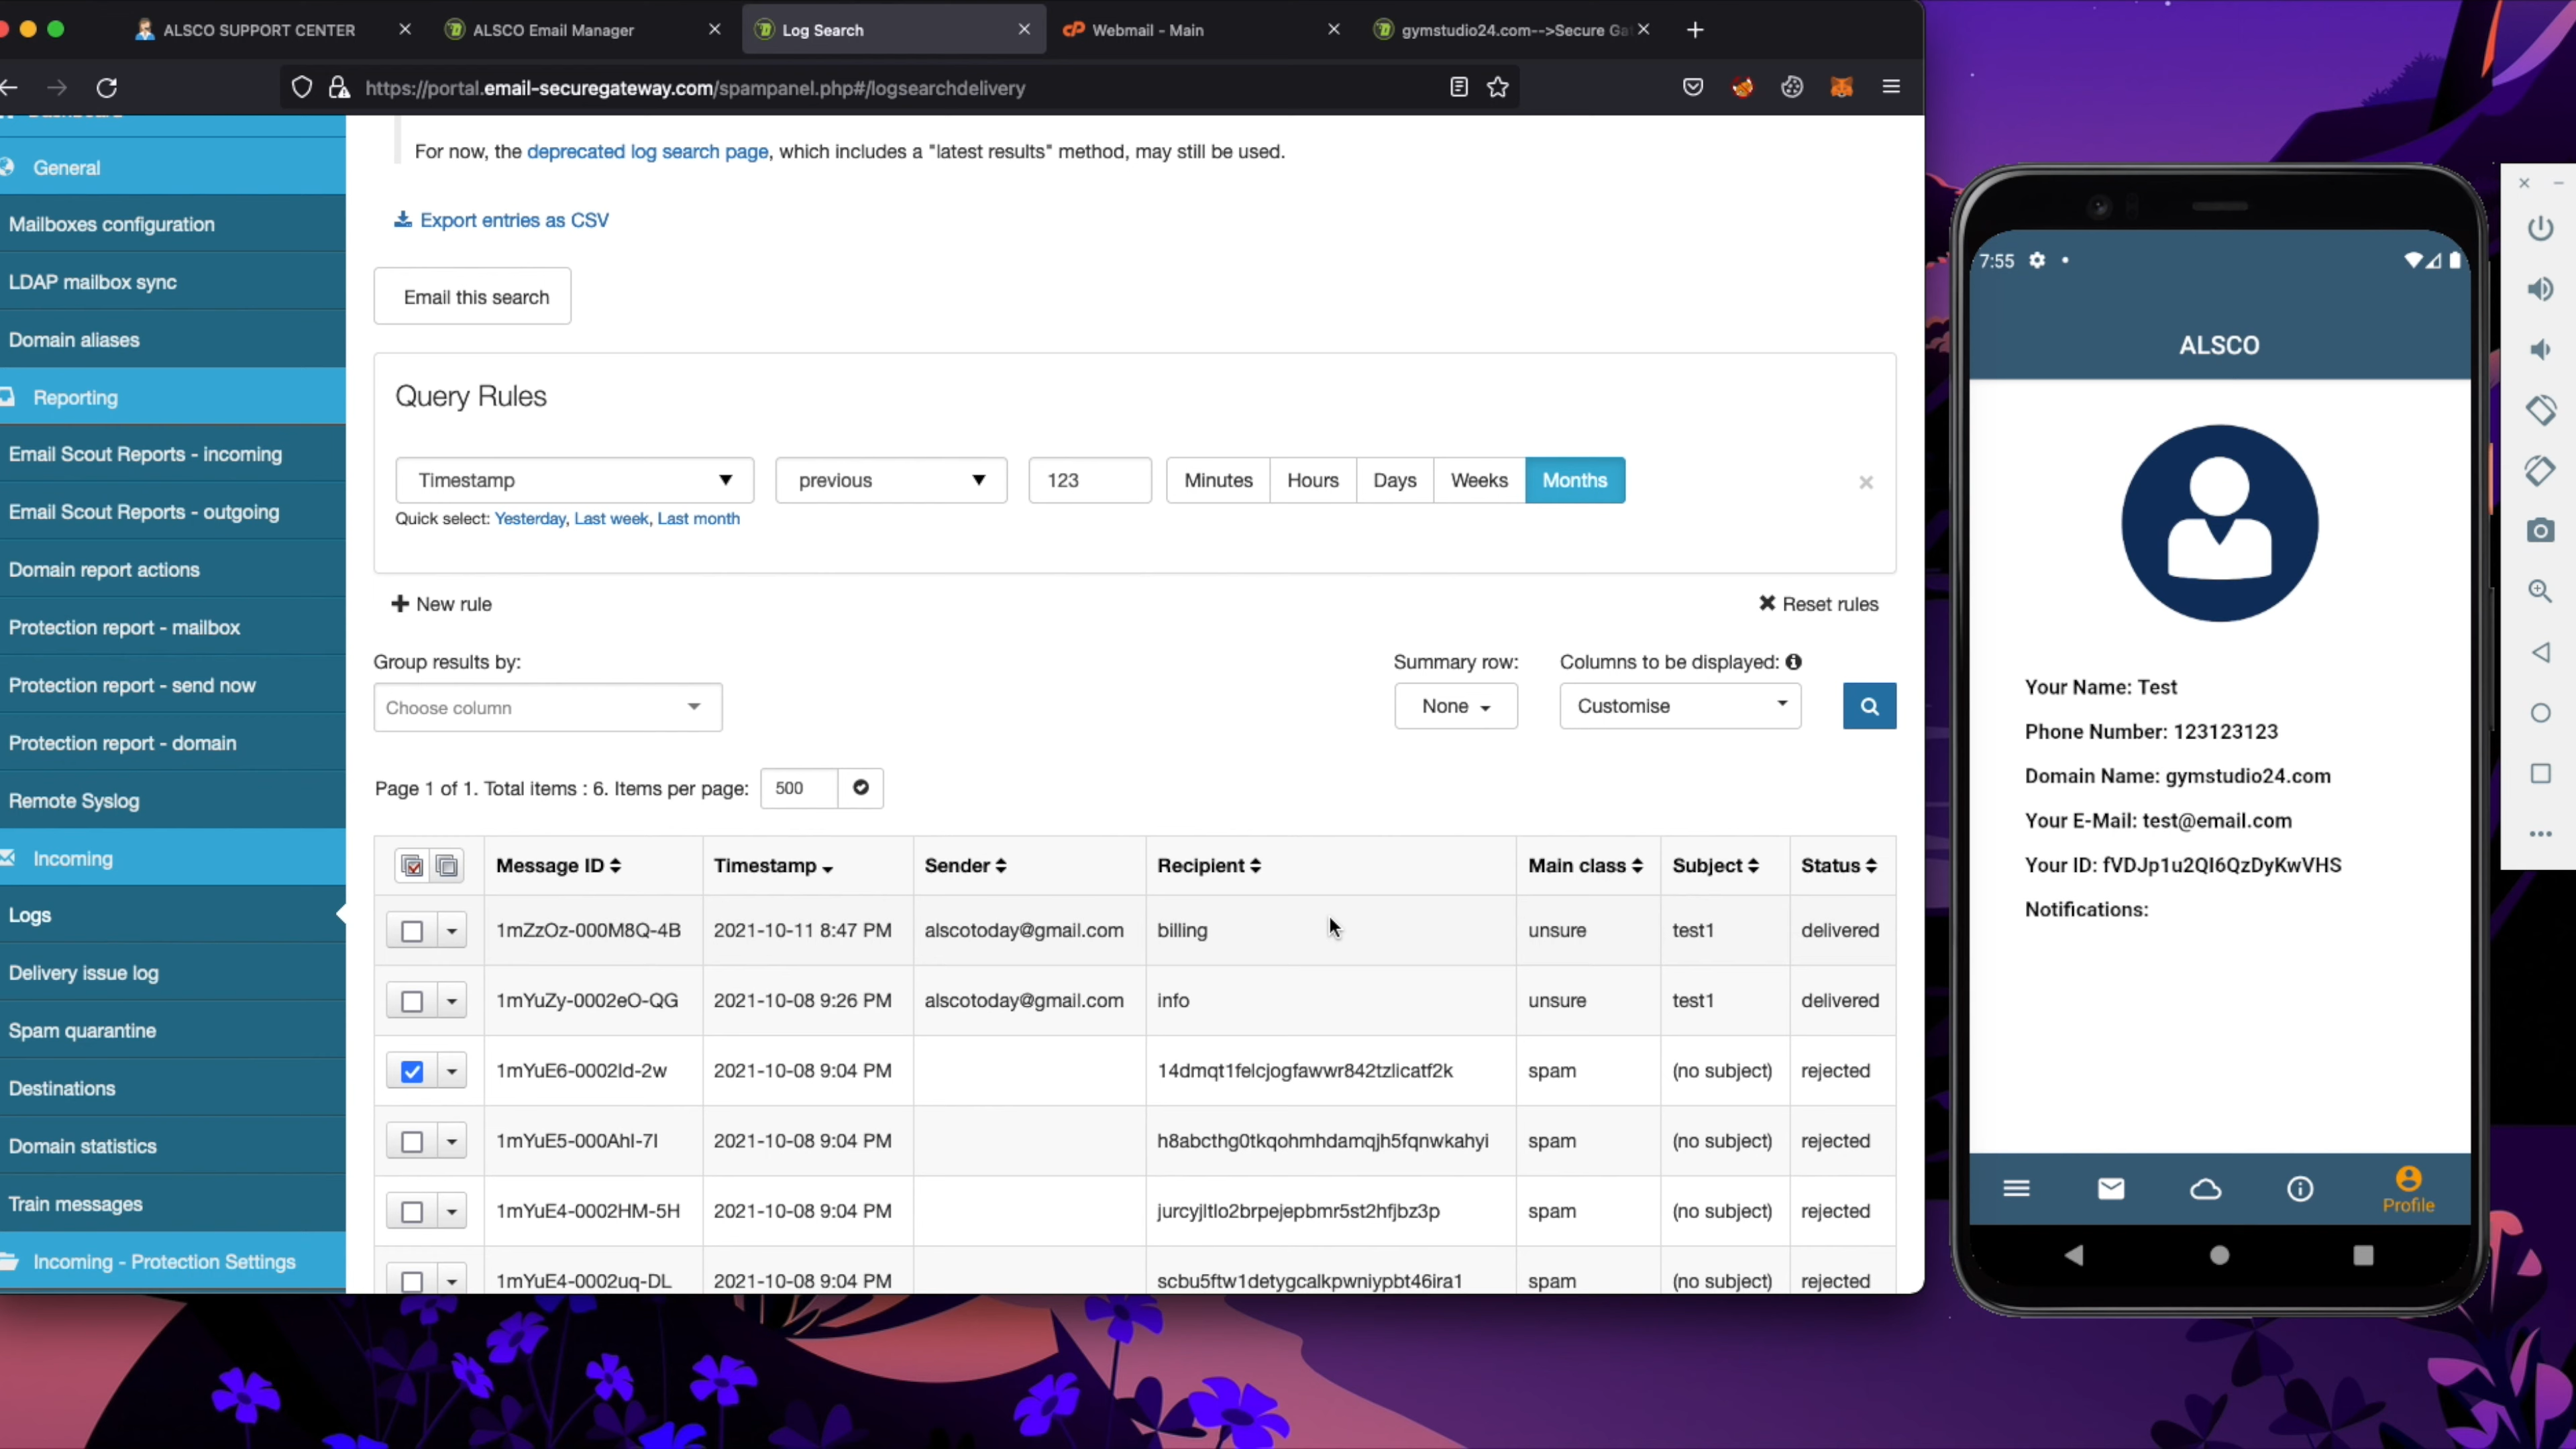 ALSCO SUPPORT CENTER
ALSCO Email Manager
Log Search
Webmail - Main
gymstudio24.com-->Secure Ga
https://portal.email-securegateway.com/spampanel.php#/logsearchdelivery
General
Mailboxes configuration
LDAP mailbox sync
Domain aliases
Reporting
Email Scout Reports - incoming
Email Scout Reports - outgoing
Domain report actions
Protection report - mailbox
Protection report - send now
Protection report - domain
Remote Syslog
Incoming
Logs
Delivery issue log
Spam quarantine
Destinations
Domain statistics
Train messages
Incoming - Protection Settings
For now, the deprecated log search page, which includes a "latest results" method, may still be used.
Export entries as CSV
Email this search
Query Rules
Timestamp previous 123 Minutes Hours Days Weeks Months
Quick select: Yesterday, Last week, Last month
New rule
Reset rules
Group results by:
Choose column
Summary row:
None
Columns to be displayed:
Customise
Page 1 of 1. Total items : 6. Items per page: 500
Message ID Timestamp Sender Recipient Main class Subject Status
1mZzOz-000M8Q-4B 2021-10-11 8:47 PM alscotoday@gmail.com billing unsure test1 delivered
1mYuZy-0002eO-QG 2021-10-08 9:26 PM alscotoday@gmail.com info unsure test1 delivered
1mYuE6-0002Id-2w 2021-10-08 9:04 PM 14dmqt1felcjogfawwr842tzlicatf2k spam (no subject) rejected
1mYuE5-000AhI-7I 2021-10-08 9:04 PM h8abcthg0tkqohmhdamqjh5fqnwkahyi spam (no subject) rejected
1mYuE4-0002HM-5H 2021-10-08 9:04 PM jurcyjltlo2brpejepbmr5st2hfjbz3p spam (no subject) rejected
1mYuE4-0002uq-DL 2021-10-08 9:04 PM scbu5ftw1detygcalkpwniypbt46ira1 spam (no subject) rejected
7:55
ALSCO
Your Name: Test
Phone Number: 123123123
Domain Name: gymstudio24.com
Your E-Mail: test@email.com
Your ID: fVDJp1u2QI6QzDyKwVHS
Notifications:
Profile